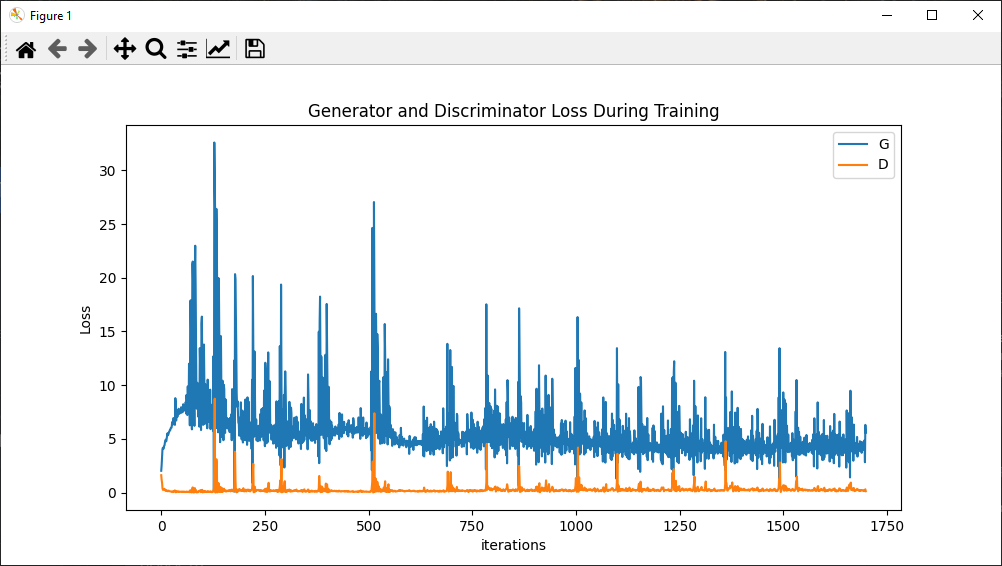 Figure 1
Generator and Discriminator Loss During Training
G
D
30
25
20
15
10
5
0
Loss
0 250 500 750 1000 1250 1500 1750
iterations